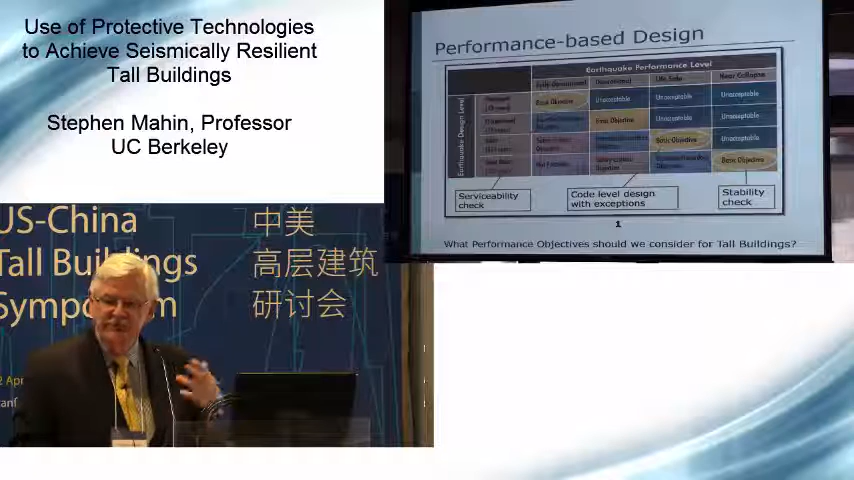 Use of Protective Technologies
to Achieve Seismically Resilient
Tall Buildings
Stephen Mahin, Professor
UC Berkeley
Performance-based Design
Earthquake Performance Level
Fully Operational Operational Life Safe Near Collapse
Earthquake Design Level
Basic Objective Unacceptable Unacceptable Unacceptable
Basic Objective Unacceptable Unacceptable
Basic Objective Unacceptable
Basic Objective
Serviceability
check
Code level design
with exceptions
Stability
check
1
What Performance Objectives should we consider for Tall Buildings?
US-China
Tall Buildings
Symposium
中美
高层建筑
研讨会